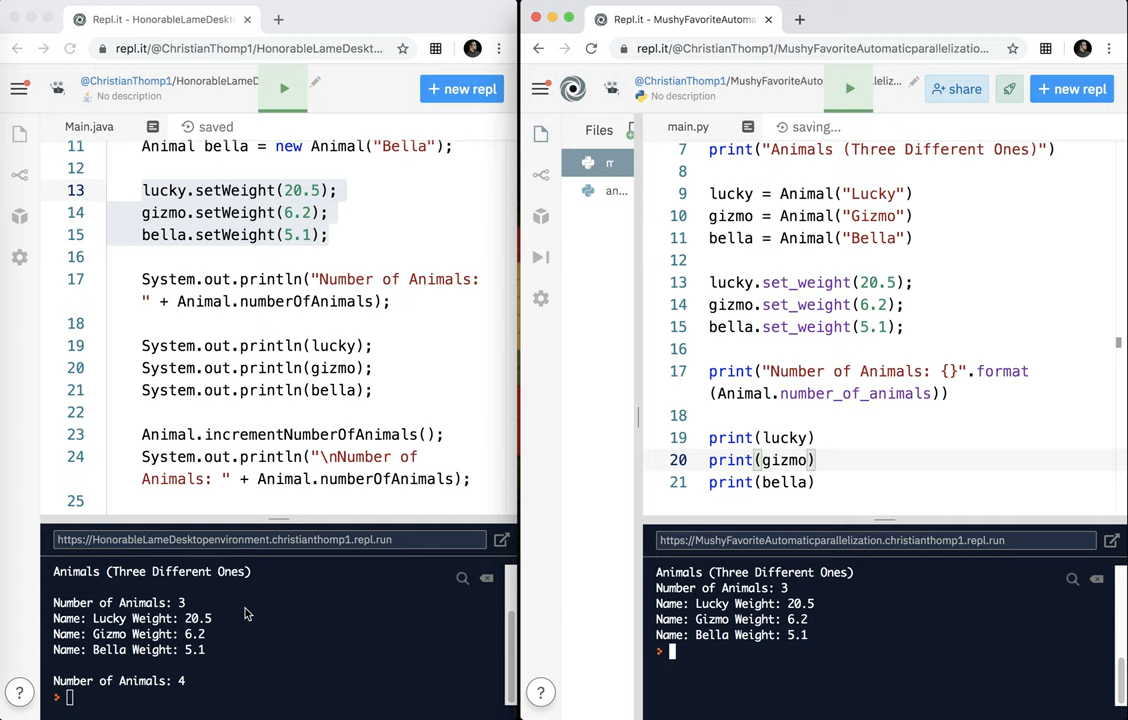 Repl.it - HonorableLameDeskt
repl.it/@ChristianThomp1/HonorableLameDeskt...
@ChristianThomp1/HonorableLameD
No description
+ new repl
Main.java
saved
11 Animal bella = new Animal("Bella");
12
13 lucky.setWeight(20.5);
14 gizmo.setWeight(6.2);
15 bella.setWeight(5.1);
16
17 System.out.println("Number of Animals:
" + Animal.numberOfAnimals);
18
19 System.out.println(lucky);
20 System.out.println(gizmo);
21 System.out.println(bella);
22
23 Animal.incrementNumberOfAnimals();
24 System.out.println("\nNumber of
Animals: " + Animal.numberOfAnimals);
25
https://HonorableLameDesktopenvironment.christianthomp1.repl.run
Animals (Three Different Ones)
Number of Animals: 3
Name: Lucky Weight: 20.5
Name: Gizmo Weight: 6.2
Name: Bella Weight: 5.1
Number of Animals: 4
>
?
Repl.it - MushyFavoriteAutoma
repl.it/@ChristianThomp1/MushyFavoriteAutomaticparallelizatio...
@ChristianThomp1/MushyFavoriteAuto
liz...
No description
share
+ new repl
Files
main.py
saving...
an...
7 print("Animals (Three Different Ones)")
8
9 lucky = Animal("Lucky")
10 gizmo = Animal("Gizmo")
11 bella = Animal("Bella")
12
13 lucky.set_weight(20.5);
14 gizmo.set_weight(6.2);
15 bella.set_weight(5.1);
16
17 print("Number of Animals: {}".format
(Animal.number_of_animals))
18
19 print(lucky)
20 print(gizmo)
21 print(bella)
https://MushyFavoriteAutomaticparallelization.christianthomp1.repl.run
Animals (Three Different Ones)
Number of Animals: 3
Name: Lucky Weight: 20.5
Name: Gizmo Weight: 6.2
Name: Bella Weight: 5.1
>
?